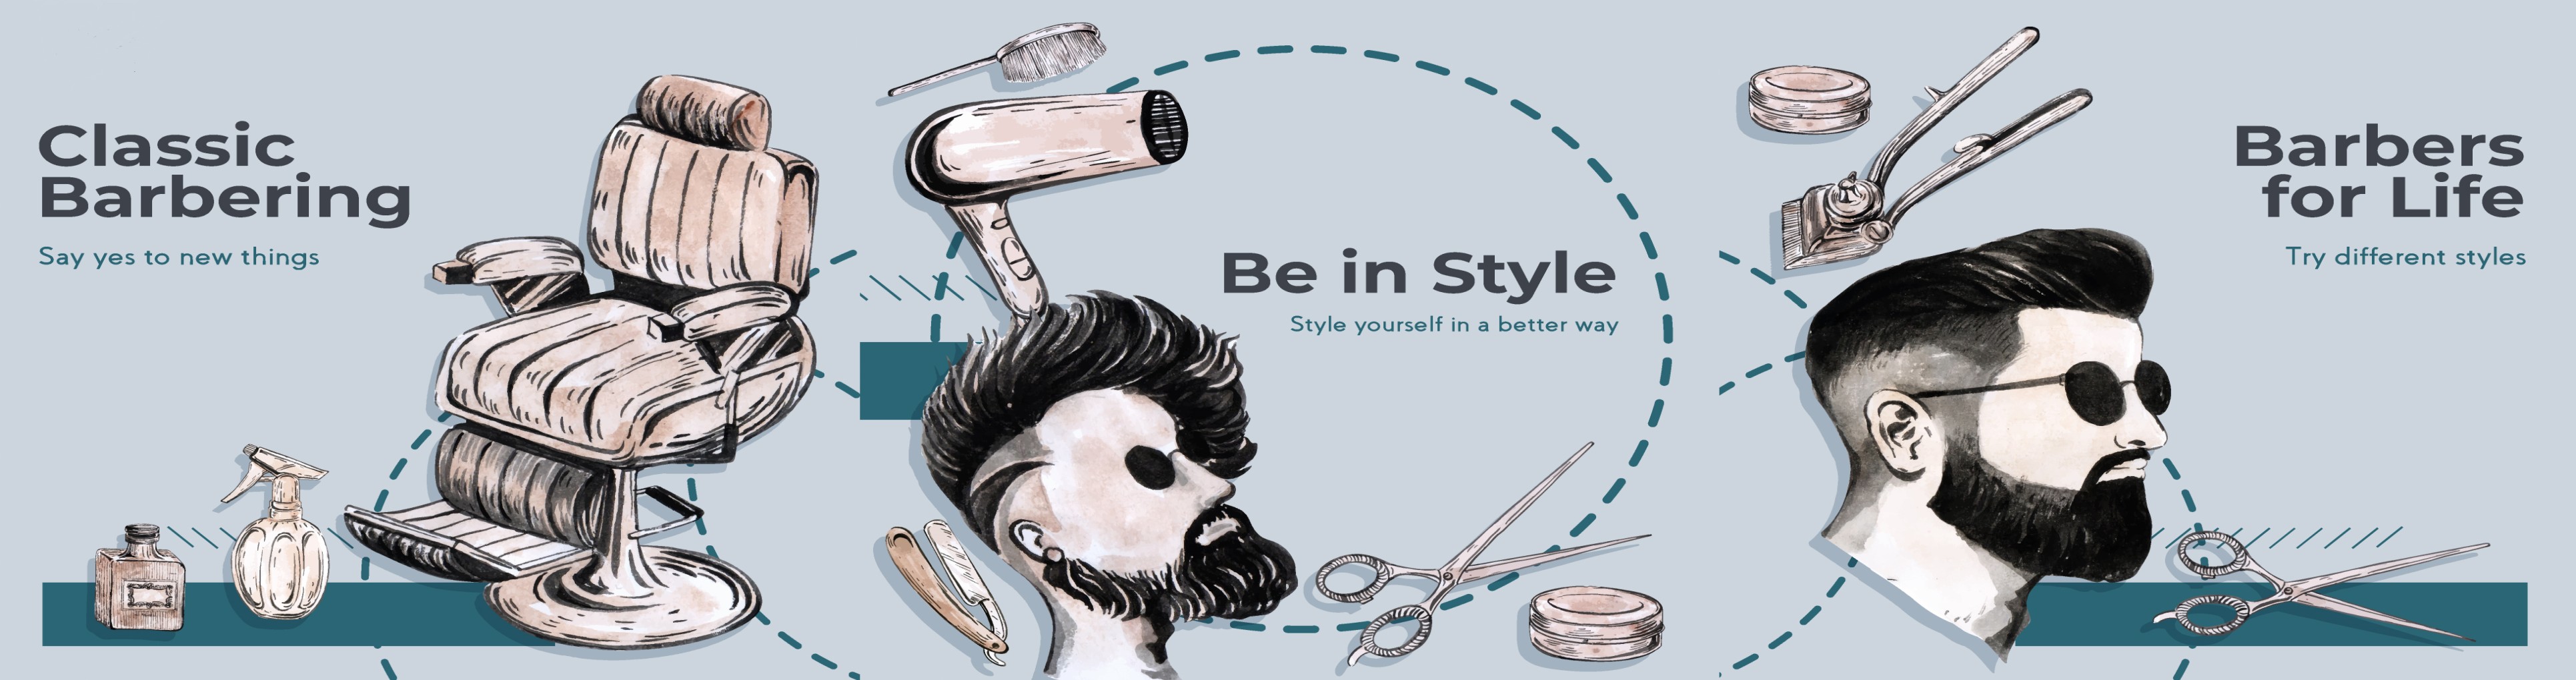 Classic
Barbering
Say yes to new things
Be in Style
Style yourself in a better way
Barbers
for Life
Try different styles